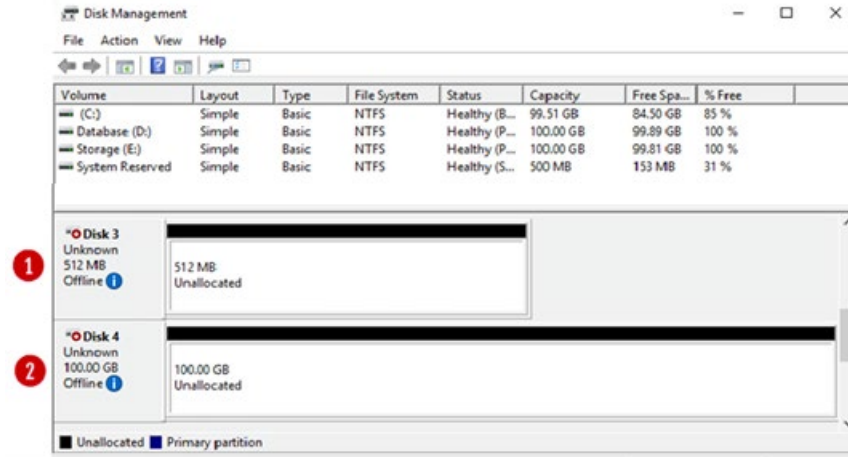 Disk Management
File Action View Help
Volume Layout Type File System Status Capacity Free Spa... % Free
(C:) Simple Basic NTFS Healthy (B... 99.51 GB 84.50 GB 85 %
Database (D:) Simple Basic NTFS Healthy (P... 100.00 GB 99.89 GB 100 %
Storage (E:) Simple Basic NTFS Healthy (P... 100.00 GB 99.81 GB 100 %
System Reserved Simple Basic NTFS Healthy (S... 500 MB 153 MB 31 %
1
Disk 3
Unknown
512 MB
Offline
512 MB
Unallocated
2
Disk 4
Unknown
100.00 GB
Offline
100.00 GB
Unallocated
Unallocated Primary partition